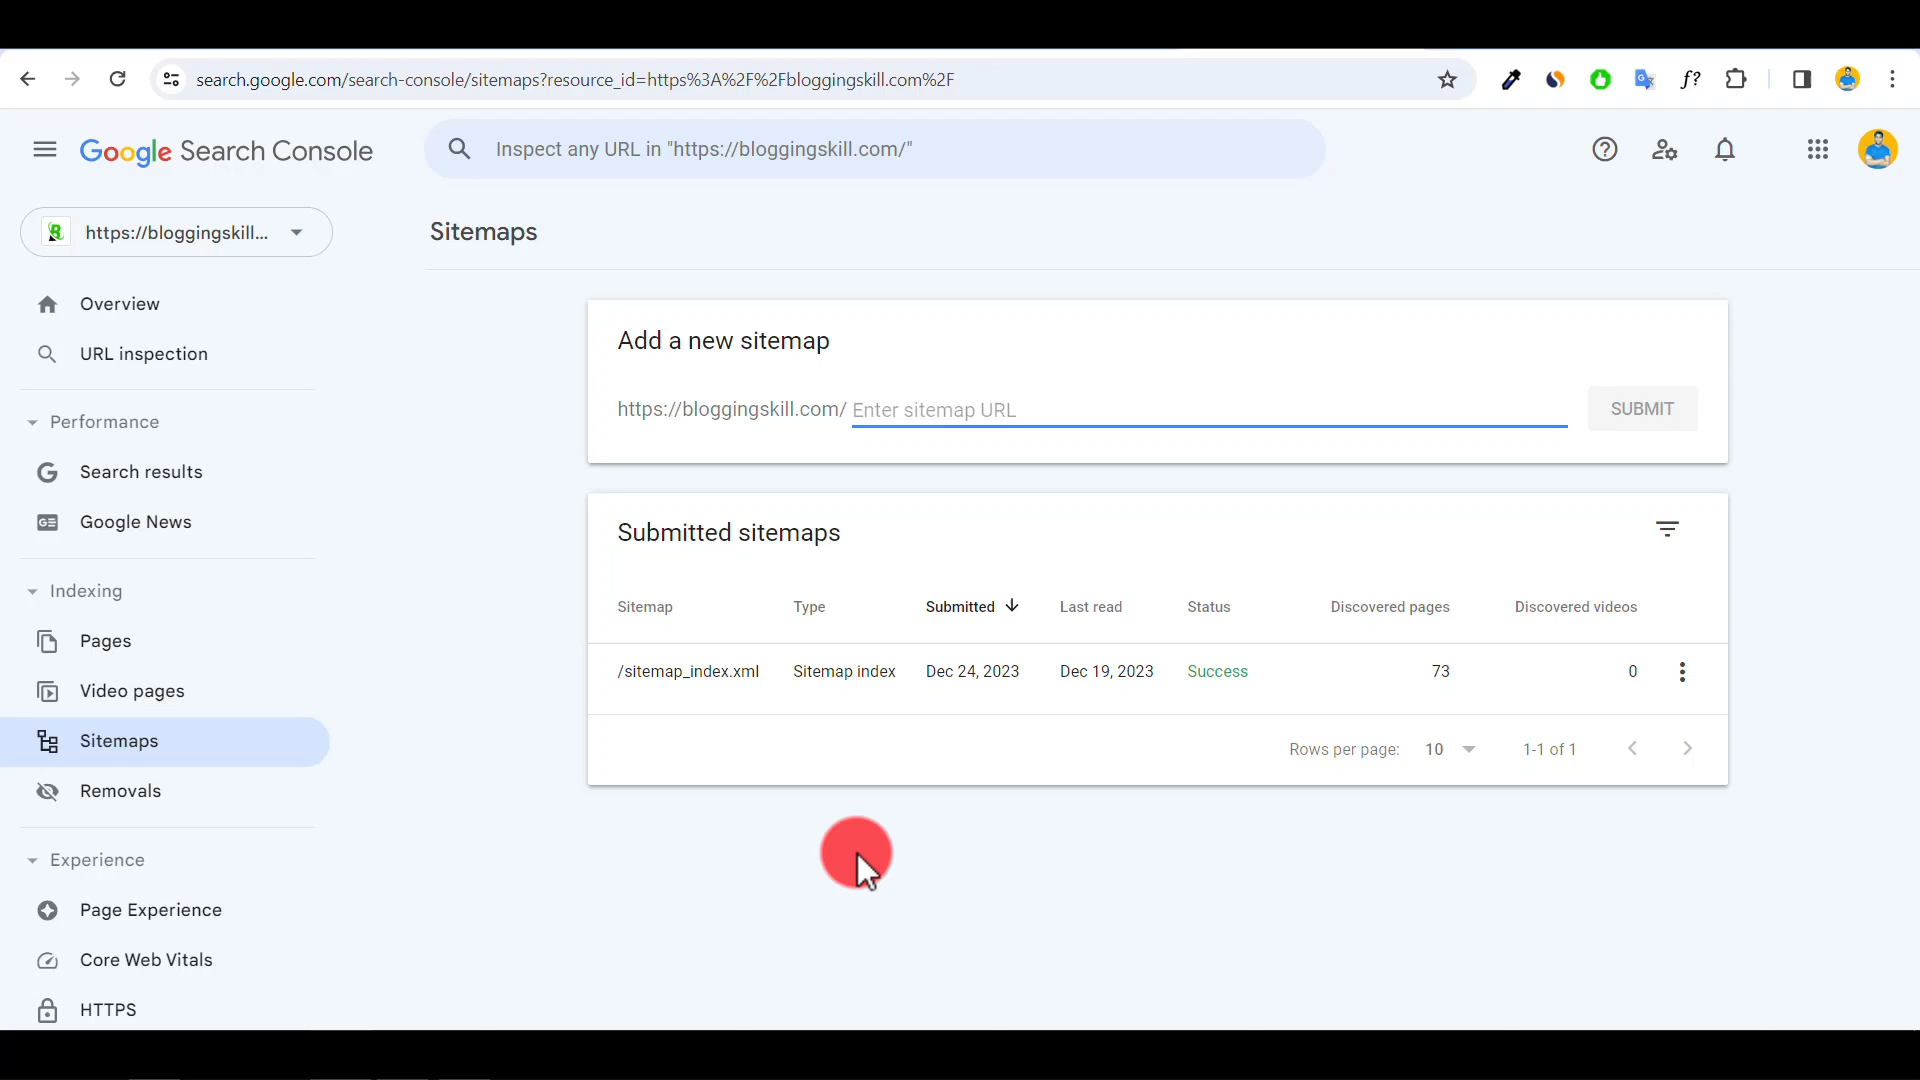 search.google.com/search-console/sitemaps?resource_id=https%3A%2F%2Fbloggingskill.com%2F
f?
Google Search Console
Inspect any URL in "https://bloggingskill.com/"
https://bloggingskill...
Sitemaps
Overview
URL inspection
Performance
Search results
Google News
Indexing
Pages
Video pages
Sitemaps
Removals
Experience
Page Experience
Core Web Vitals
HTTPS
Add a new sitemap
https://bloggingskill.com/ Enter sitemap URL
SUBMIT
Submitted sitemaps
Sitemap Type Submitted Last read Status Discovered pages Discovered videos
/sitemap_index.xml Sitemap index Dec 24, 2023 Dec 19, 2023 Success 73 0
Rows per page: 10 1-1 of 1